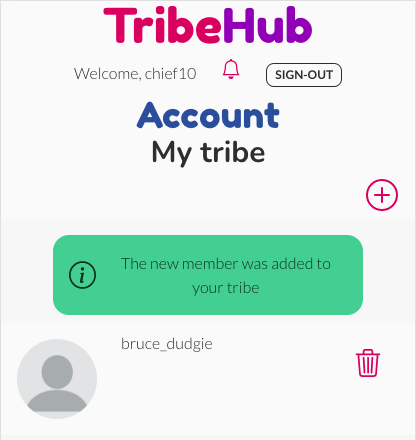 TribeHub
Welcome, chief10
SIGN-OUT
Account
My tribe
The new member was added to
your tribe
bruce_dudgie